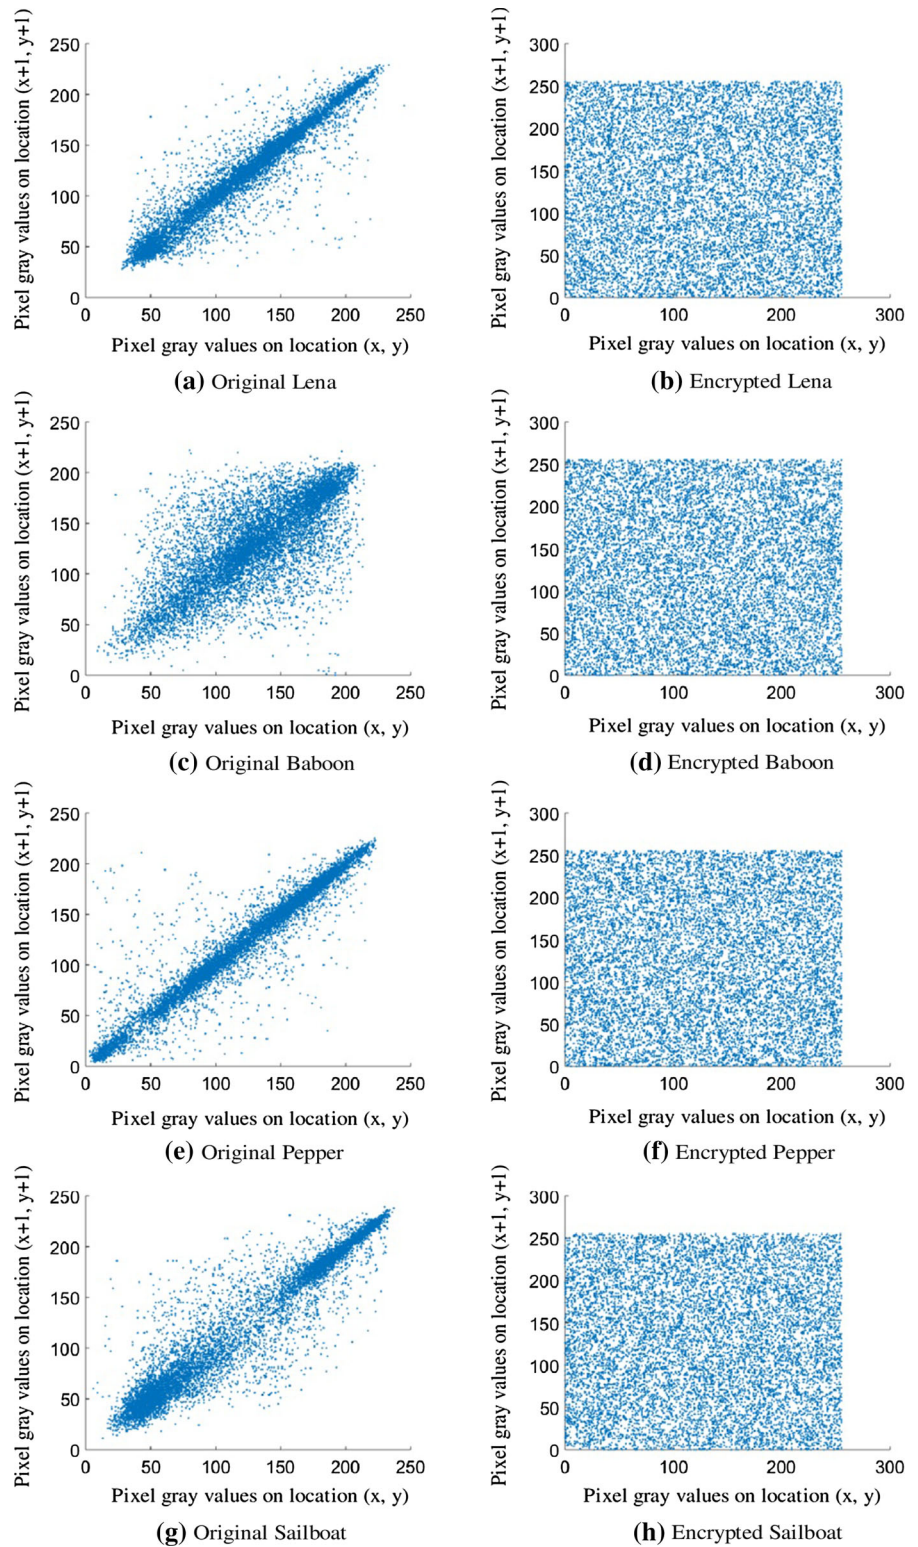 Pixel gray values on location (x+1, y+1)
250
200
150
100
50
0
0 50 100 150 200 250
Pixel gray values on location (x, y)
(a) Original Lena
Pixel gray values on location (x+1, y+1)
300
250
200
150
100
50
0
0 100 200 300
Pixel gray values on location (x, y)
(b) Encrypted Lena
Pixel gray values on location (x+1, y+1)
250
200
150
100
50
0
0 50 100 150 200 250
Pixel gray values on location (x, y)
(c) Original Baboon
Pixel gray values on location (x+1, y+1)
300
250
200
150
100
50
0
0 100 200 300
Pixel gray values on location (x, y)
(d) Encrypted Baboon
Pixel gray values on location (x+1, y+1)
250
200
150
100
50
0
0 50 100 150 200 250
Pixel gray values on location (x, y)
(e) Original Pepper
Pixel gray values on location (x+1, y+1)
300
250
200
150
100
50
0
0 100 200 300
Pixel gray values on location (x, y)
(f) Encrypted Pepper
Pixel gray values on location (x+1, y+1)
250
200
150
100
50
0
0 50 100 150 200 250
Pixel gray values on location (x, y)
(g) Original Sailboat
Pixel gray values on location (x+1, y+1)
300
250
200
150
100
50
0
0 100 200 300
Pixel gray values on location (x, y)
(h) Encrypted Sailboat